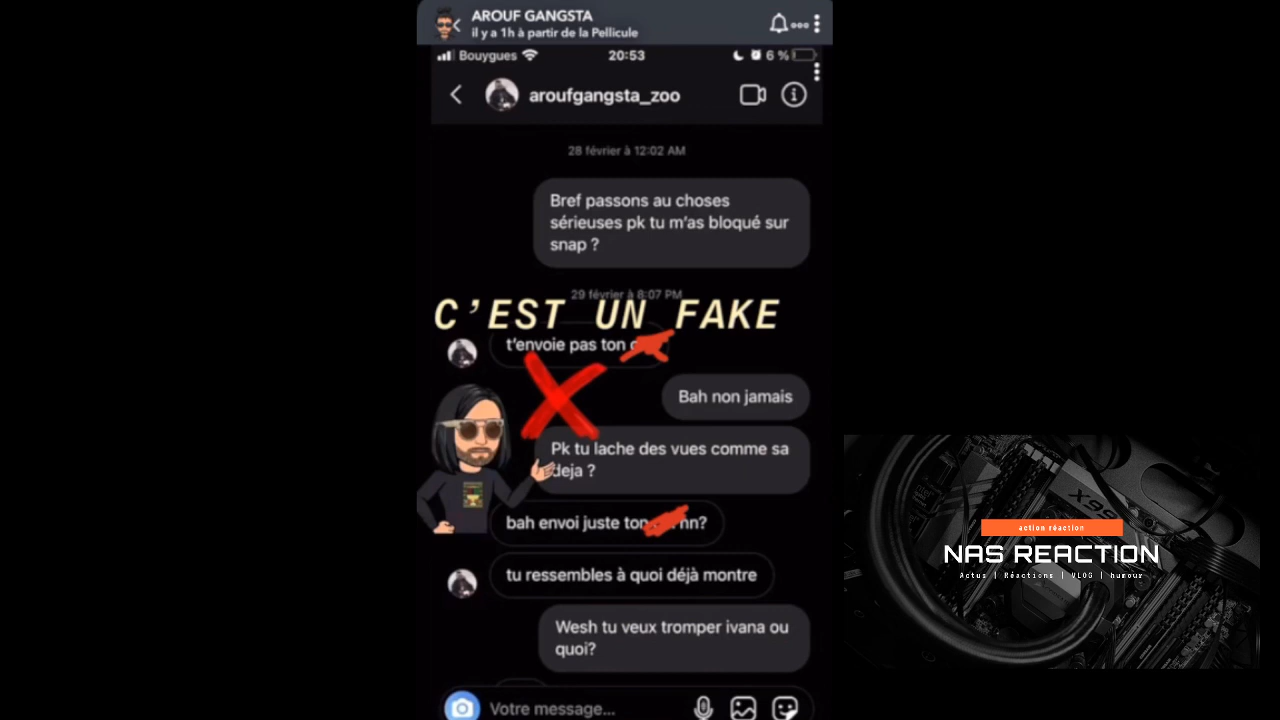 AROUF GANGSTA
il y a 1h à partir de la Pellicule
Bouygues
20:53
6 %
aroufgangsta_zoo
28 février à 12:02 AM
Bref passons au choses
sérieuses pk tu m'as bloqué sur
snap ?
29 février à 8:07 PM
C'EST UN FAKE
t'envoie pas ton
Bah non jamais
Pk tu lache des vues comme sa
deja ?
bah envoi juste ton nn?
tu ressembles à quoi déjà montre
Wesh tu veux tromper ivana ou
quoi?
Votre message...
X99
action réaction
NAS REACTION
Actus | Réactions | VLOG | humour